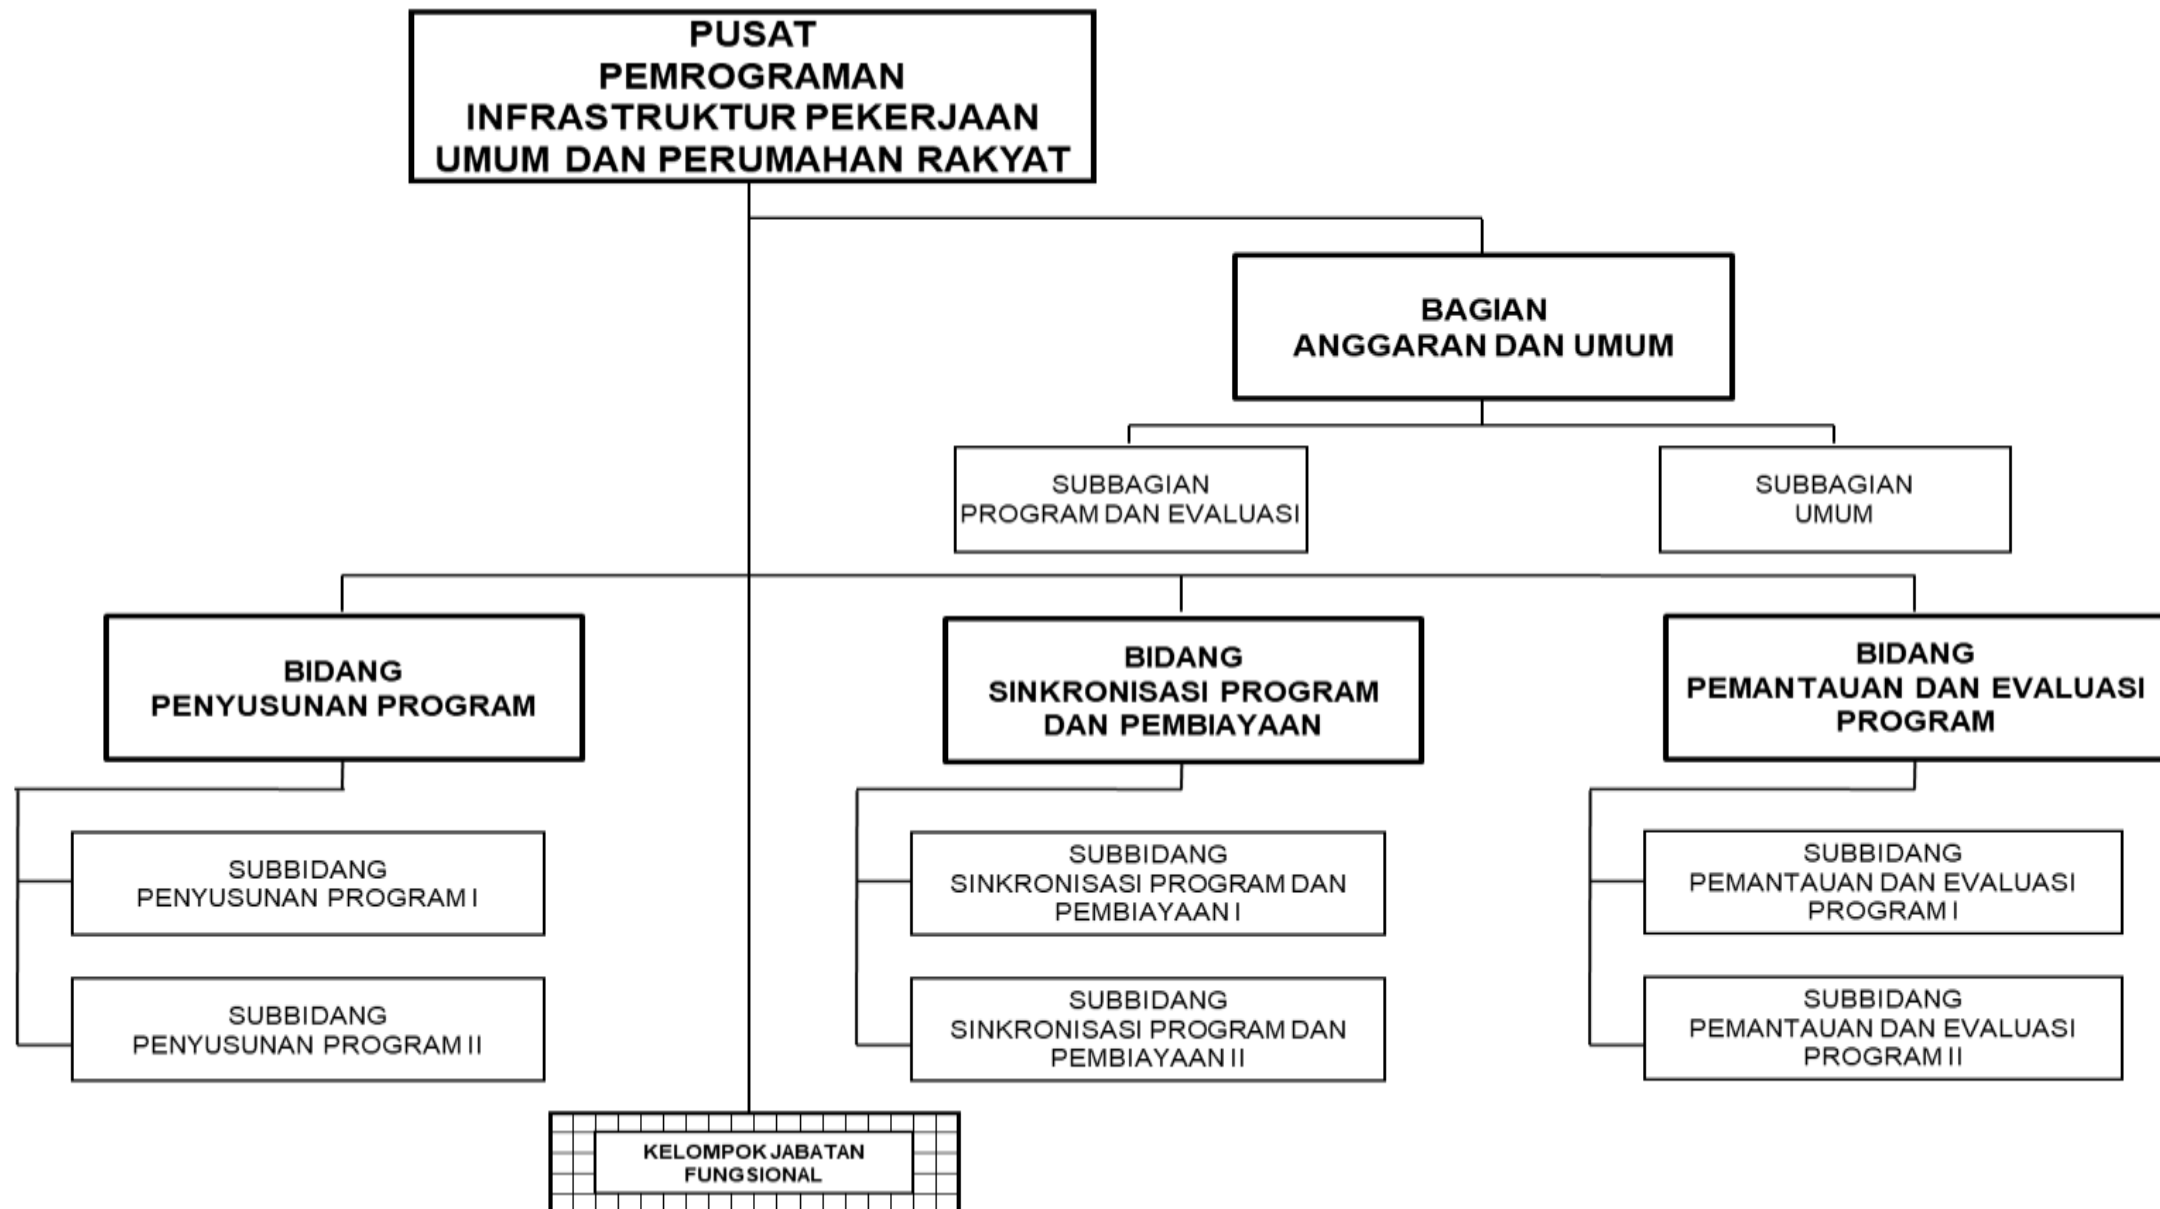 PUSAT
PEMROGRAMAN
INFRASTRUKTUR PEKERJAAN
UMUM DAN PERUMAHAN RAKYAT
BAGIAN
ANGGARAN DAN UMUM
SUBBAGIAN
PROGRAM DAN EVALUASI
SUBBAGIAN
UMUM
BIDANG
PENYUSUNAN PROGRAM
BIDANG
SINKRONISASI PROGRAM
DAN PEMBIAYAAN
BIDANG
PEMANTAUAN DAN EVALUASI
PROGRAM
SUBBIDANG
PENYUSUNAN PROGRAM I
SUBBIDANG
PENYUSUNAN PROGRAM II
SUBBIDANG
SINKRONISASI PROGRAM DAN
PEMBIAYAAN I
SUBBIDANG
SINKRONISASI PROGRAM DAN
PEMBIAYAAN II
SUBBIDANG
PEMANTAUAN DAN EVALUASI
PROGRAM I
SUBBIDANG
PEMANTAUAN DAN EVALUASI
PROGRAM II
KELOMPOK JABATAN
FUNGSIONAL